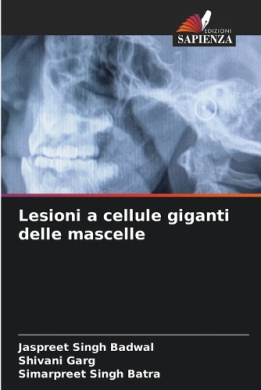 EDIZIONI
SAPIENZA
Lesioni a cellule giganti
delle mascelle
Jaspreet Singh Badwal
Shivani Garg
Simarpreet Singh Batra